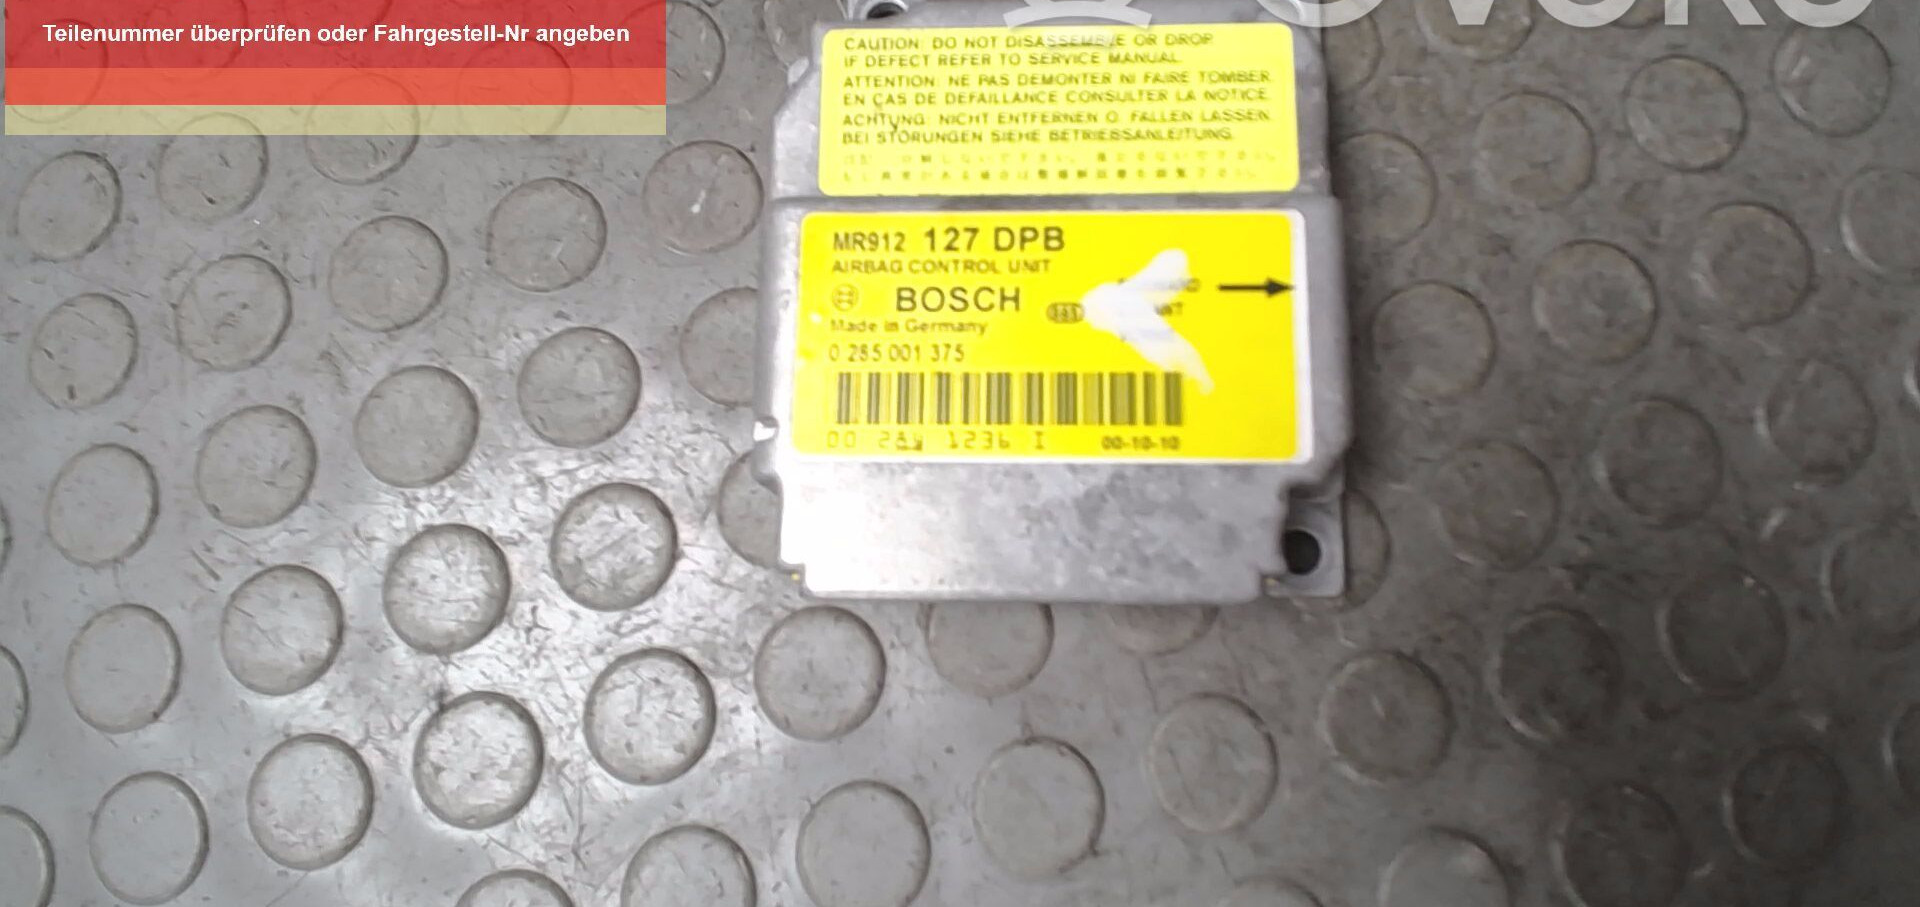 Teilenummer überprüfen oder Fahrgestell-Nr angeben
CAUTION: DO NOT DISASSEMBLE OR DROP.
IF DEFECT REFER TO SERVICE MANUAL.
ATTENTION: NE PAS DEMONTER NI FAIRE TOMBER.
EN CAS DE DEFAILLANCE CONSULTER LA NOTICE.
ACHTUNG: NICHT ENTFERNEN O. FALLEN LASSEN.
BEI STÖRUNGEN SIEHE BETRIEBSANLEITUNG.
MR912 127 DPB
AIRBAG CONTROL UNIT
BOSCH
Made in Germany
0 285 001 375
1236 I 00-10-10